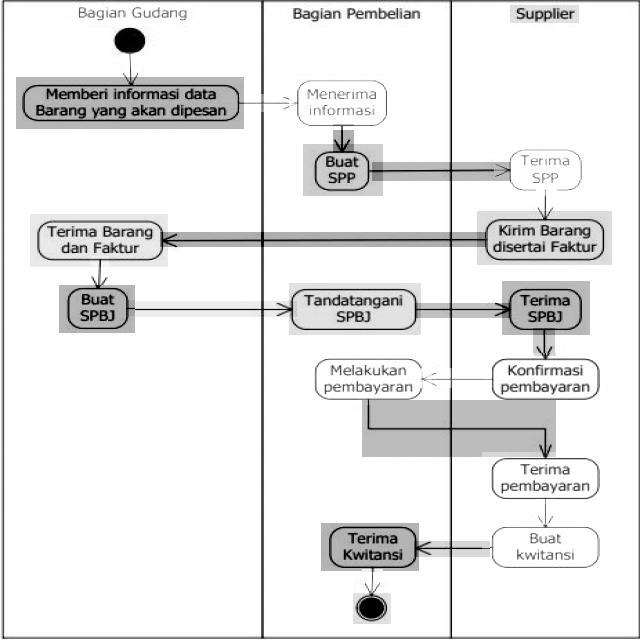 Bagian Gudang
Bagian Pembelian
Supplier
Memberi informasi data
Barang yang akan dipesan
Menerima
informasi
Buat
SPP
Terima
SPP
Kirim Barang
disertai Faktur
Terima Barang
dan Faktur
Buat
SPBJ
Tandatangani
SPBJ
Terima
SPBJ
Konfirmasi
pembayaran
Melakukan
pembayaran
Terima
pembayaran
Buat
kwitansi
Terima
Kwitansi